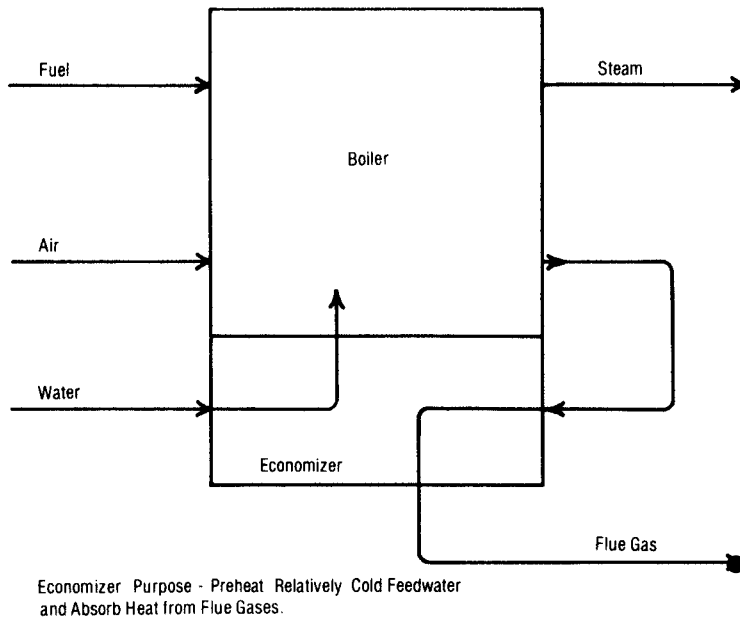 Fuel
Steam
Boiler
Air
Water
Economizer
Flue Gas
Economizer Purpose - Preheat Relatively Cold Feedwater
and Absorb Heat from Flue Gases.